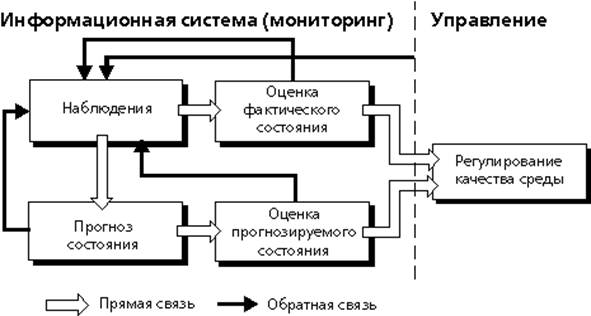 Информационная система (мониторинг)
Управление
Наблюдения
Оценка
фактического
состояния
Регулирование
качества среды
Прогноз
состояния
Оценка
прогнозируемого
состояния
Прямая связь
Обратная связь